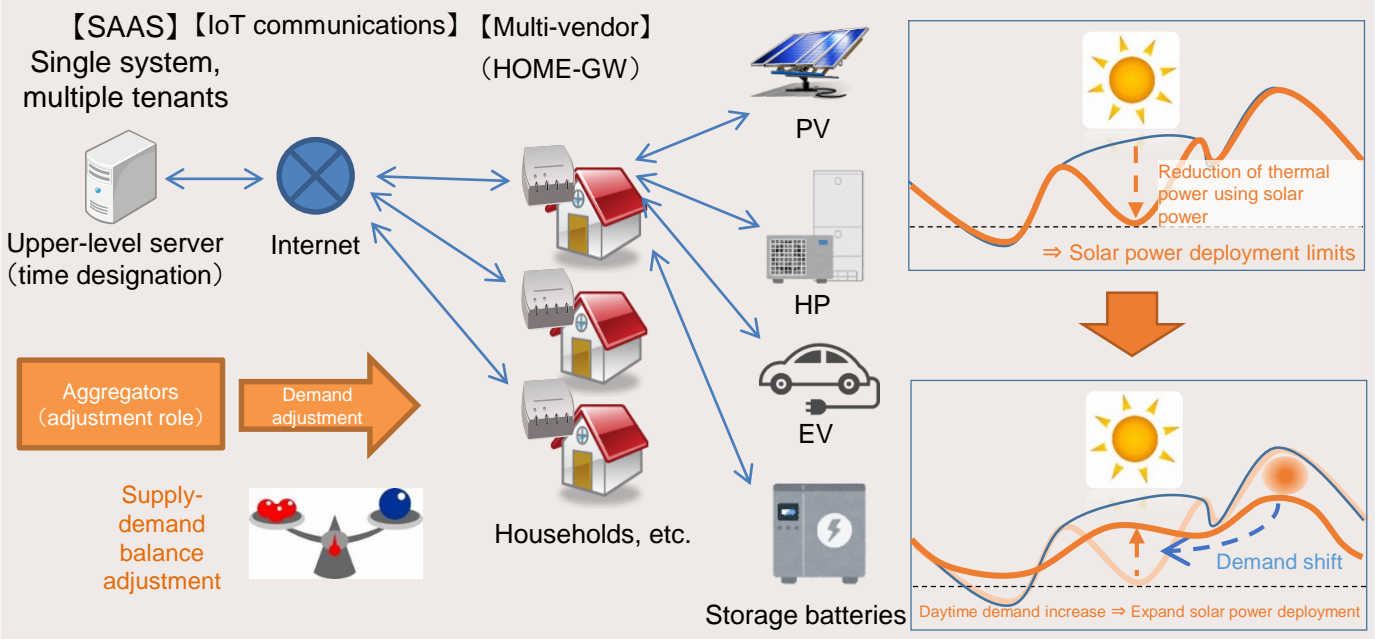 【SAAS】
【IoT communications】
【Multi-vendor】
Single system,
multiple tenants
（HOME-GW）
PV
Upper-level server
（time designation）
Internet
HP
EV
Storage batteries
Households, etc.
Aggregators
（adjustment role）
Demand
adjustment
Supply-
demand
balance
adjustment
Reduction of thermal
power using solar
power
⇒ Solar power deployment limits
Demand shift
Daytime demand increase ⇒ Expand solar power deployment